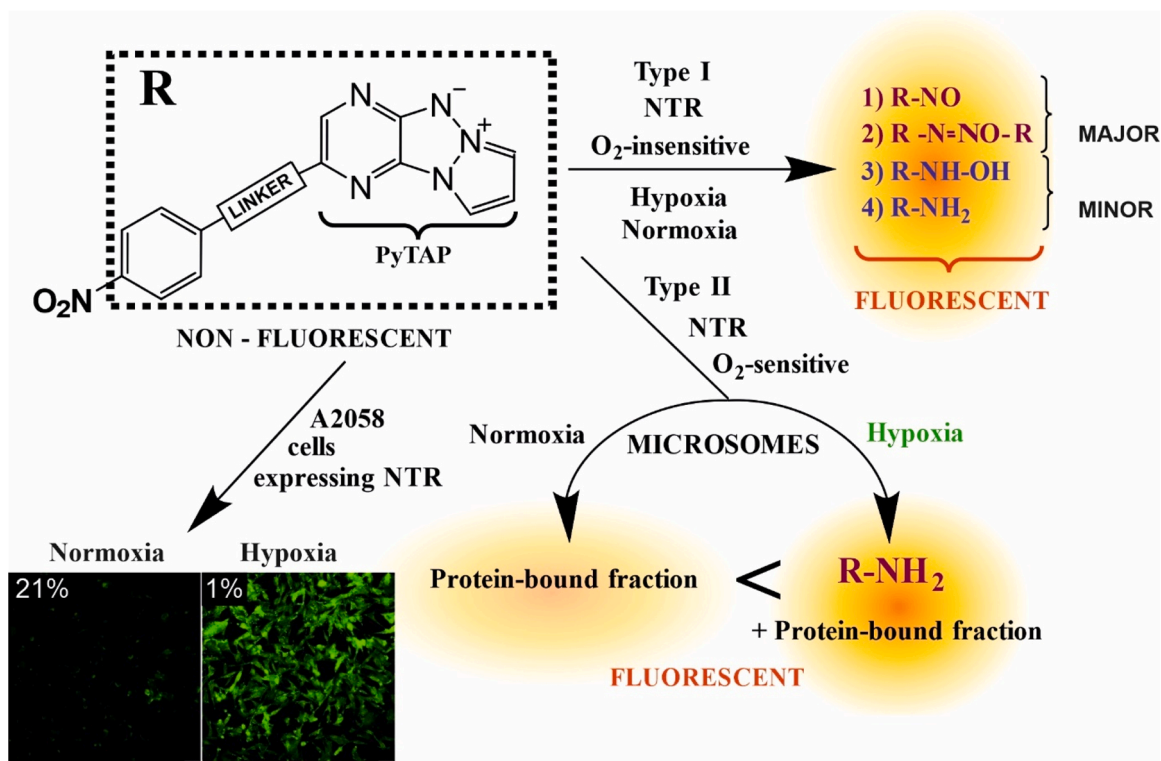 R
N
N
−
N
+
N
N
LINKER
PyTAP
O2N
NON - FLUORESCENT
Type I
NTR
O2-insensitive
Hypoxia
Normoxia
1) R-NO
2) R -N=NO-R
MAJOR
3) R-NH-OH
4) R-NH2
MINOR
FLUORESCENT
Type II
NTR
O2-sensitive
A2058
cells
expressing NTR
Normoxia
MICROSOMES
Hypoxia
Normoxia Hypoxia
21% 1%
Protein-bound fraction < R-NH2
+ Protein-bound fraction
FLUORESCENT